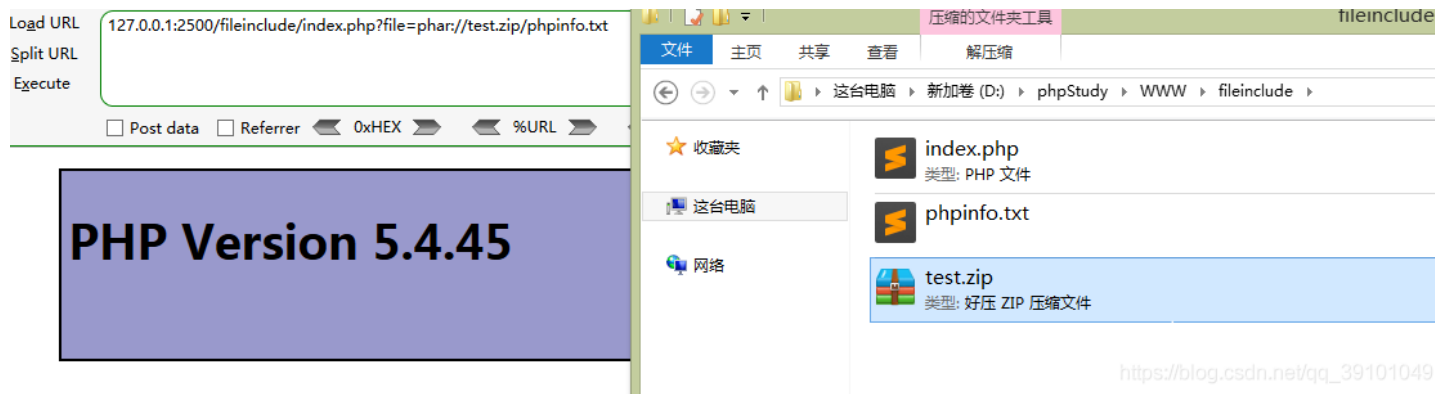 Load URL
127.0.0.1:2500/fileinclude/index.php?file=phar://test.zip/phpinfo.txt
Split URL
Execute
Post data Referrer 0xHEX %URL
PHP Version 5.4.45
压缩的文件夹工具
fileinclude
文件 主页 共享 查看 解压缩
这台电脑 新加卷 (D:) phpStudy WWW fileinclude
收藏夹
这台电脑
网络
index.php
类型: PHP 文件
phpinfo.txt
test.zip
类型: 好压 ZIP 压缩文件
https://blog.csdn.net/qq_39101049